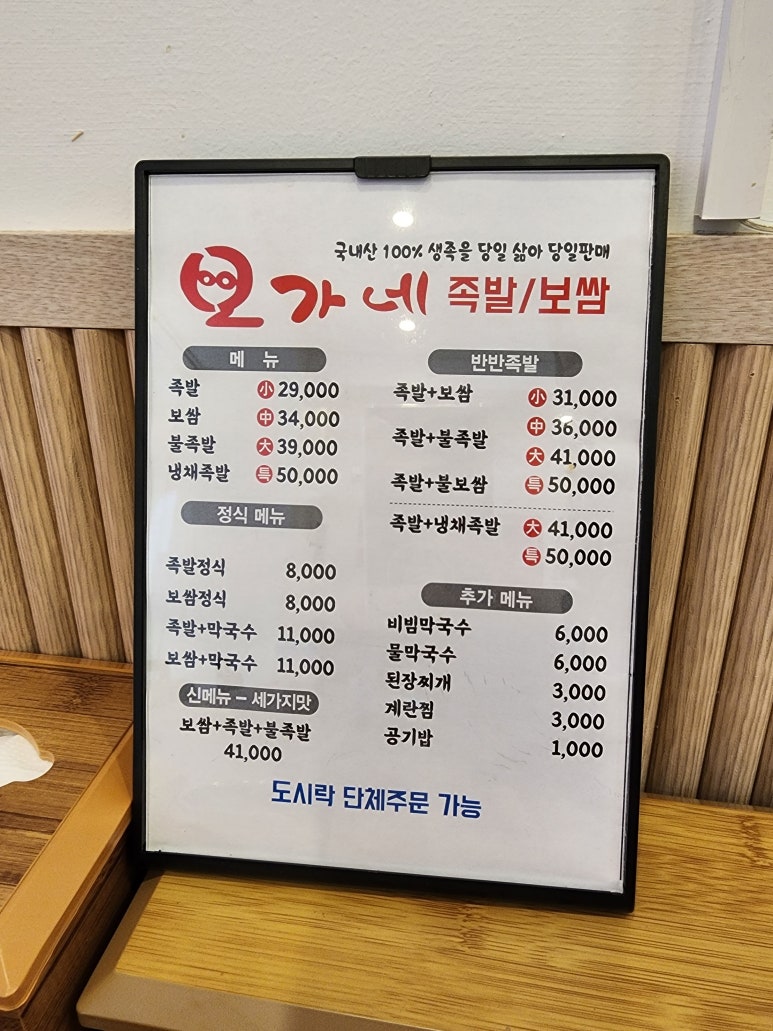 국내산 100% 생족을 당일 삶아 당일판매
오가네 족발/보쌈
메 뉴
족발 小 29,000
보쌈 中 34,000
불족발 大 39,000
냉채족발 특 50,000
정식 메뉴
족발정식 8,000
보쌈정식 8,000
족발+막국수 11,000
보쌈+막국수 11,000
신메뉴 - 세가지맛
보쌈+족발+불족발
41,000
반반족발
족발+보쌈 小 31,000
中 36,000
족발+불족발
大 41,000
족발+불보쌈 특 50,000
족발+냉채족발 大 41,000
특 50,000
추가 메뉴
비빔막국수 6,000
물막국수 6,000
된장찌개 3,000
계란찜 3,000
공기밥 1,000
도시락 단체주문 가능